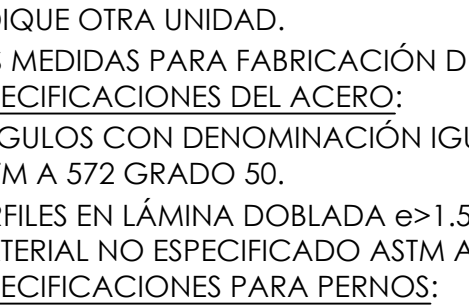 DIQUE OTRA UNIDAD.
S MEDIDAS PARA FABRICACIÓN D
ECIFICACIONES DEL ACERO:
GULOS CON DENOMINACIÓN IGU
TM A 572 GRADO 50.
RFILES EN LÁMINA DOBLADA e>1.5
ATERIAL NO ESPECIFICADO ASTM A
ECIFICACIONES PARA PERNOS: